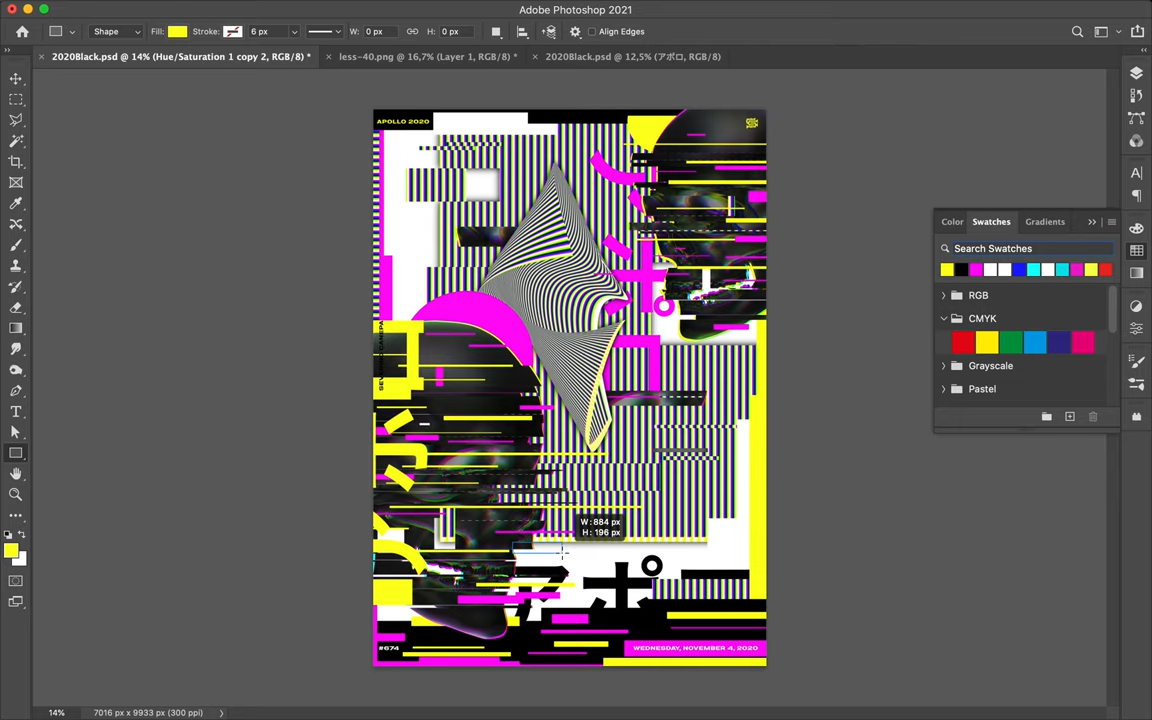 Adobe Photoshop 2021
Shape
Fill:
Stroke:
6 px
W: 0 px
H: 0 px
Align Edges
2020Black.psd @ 14% (Hue/Saturation 1 copy 2, RGB/8) *
less-40.png @ 16,7% (Layer 1, RGB/8) *
2020Black.psd @ 12,5% (アポロ, RGB/8)
APOLLO 2020
W: 884 px
H: 196 px
ポ
#674
WEDNESDAY, NOVEMBER 4, 2020
Color
Swatches
Gradients
Search Swatches
RGB
CMYK
Grayscale
Pastel
14%
7016 px x 9933 px (300 ppi)